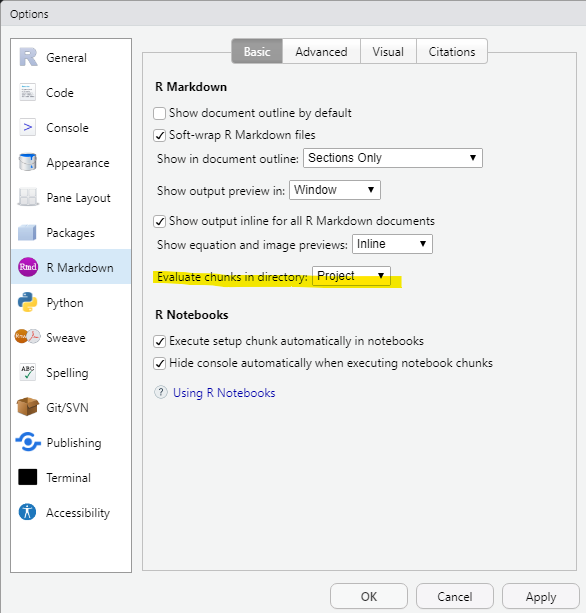 Options
General
Code
Console
Appearance
Pane Layout
Packages
Rmd R Markdown
Python
Rnw Sweave
ABC Spelling
Git/SVN
Publishing
Terminal
Accessibility
Basic Advanced Visual Citations
R Markdown
Show document outline by default
Soft-wrap R Markdown files
Show in document outline: Sections Only
Show output preview in: Window
Show output inline for all R Markdown documents
Show equation and image previews: Inline
Evaluate chunks in directory: Project
R Notebooks
Execute setup chunk automatically in notebooks
Hide console automatically when executing notebook chunks
? Using R Notebooks
OK Cancel Apply